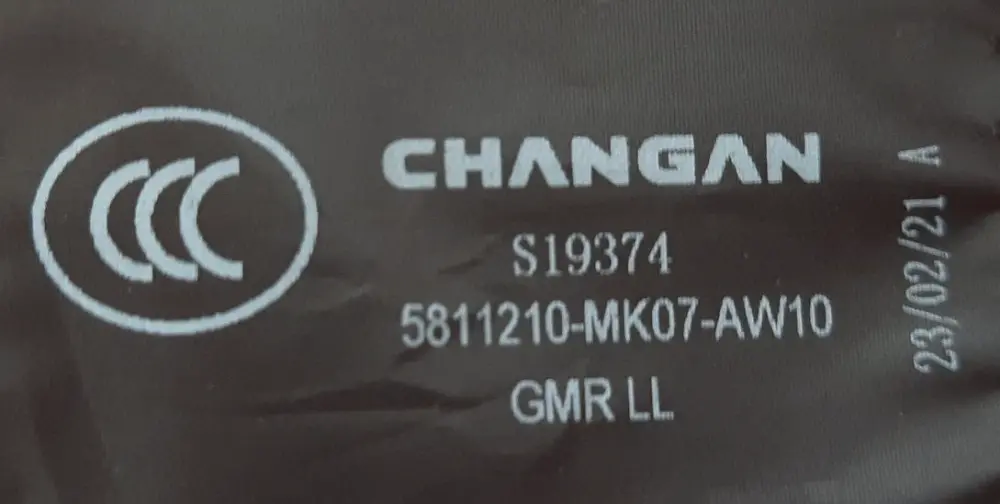 CCC
CHANGAN
S19374
5811210-MK07-AW10
GMR LL
23/02/21 A